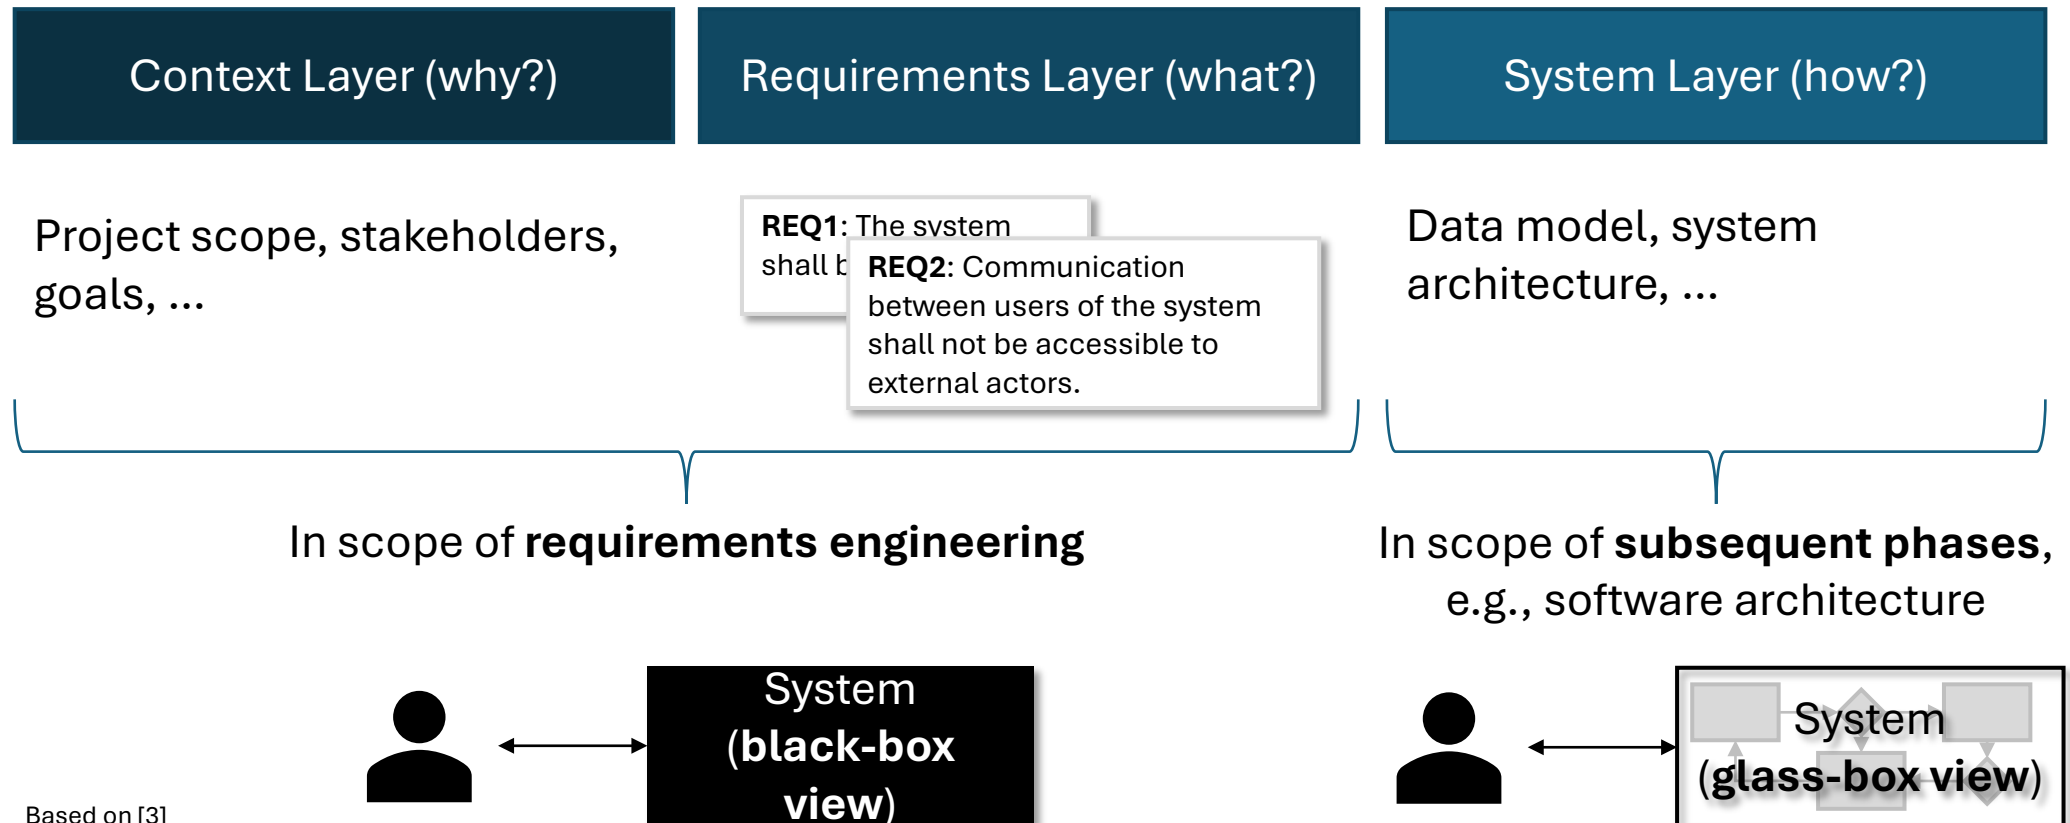 Context Layer (why?)
Requirements Layer (what?)
System Layer (how?)
Project scope, stakeholders,
goals, ...
REQ1: The system
shall
REQ2: Communication
between users of the system
shall not be accessible to
external actors.
Data model, system
architecture, ...
In scope of requirements engineering
In scope of subsequent phases,
e.g., software architecture
System
(black-box
view)
System
(glass-box view)
Based on [3]